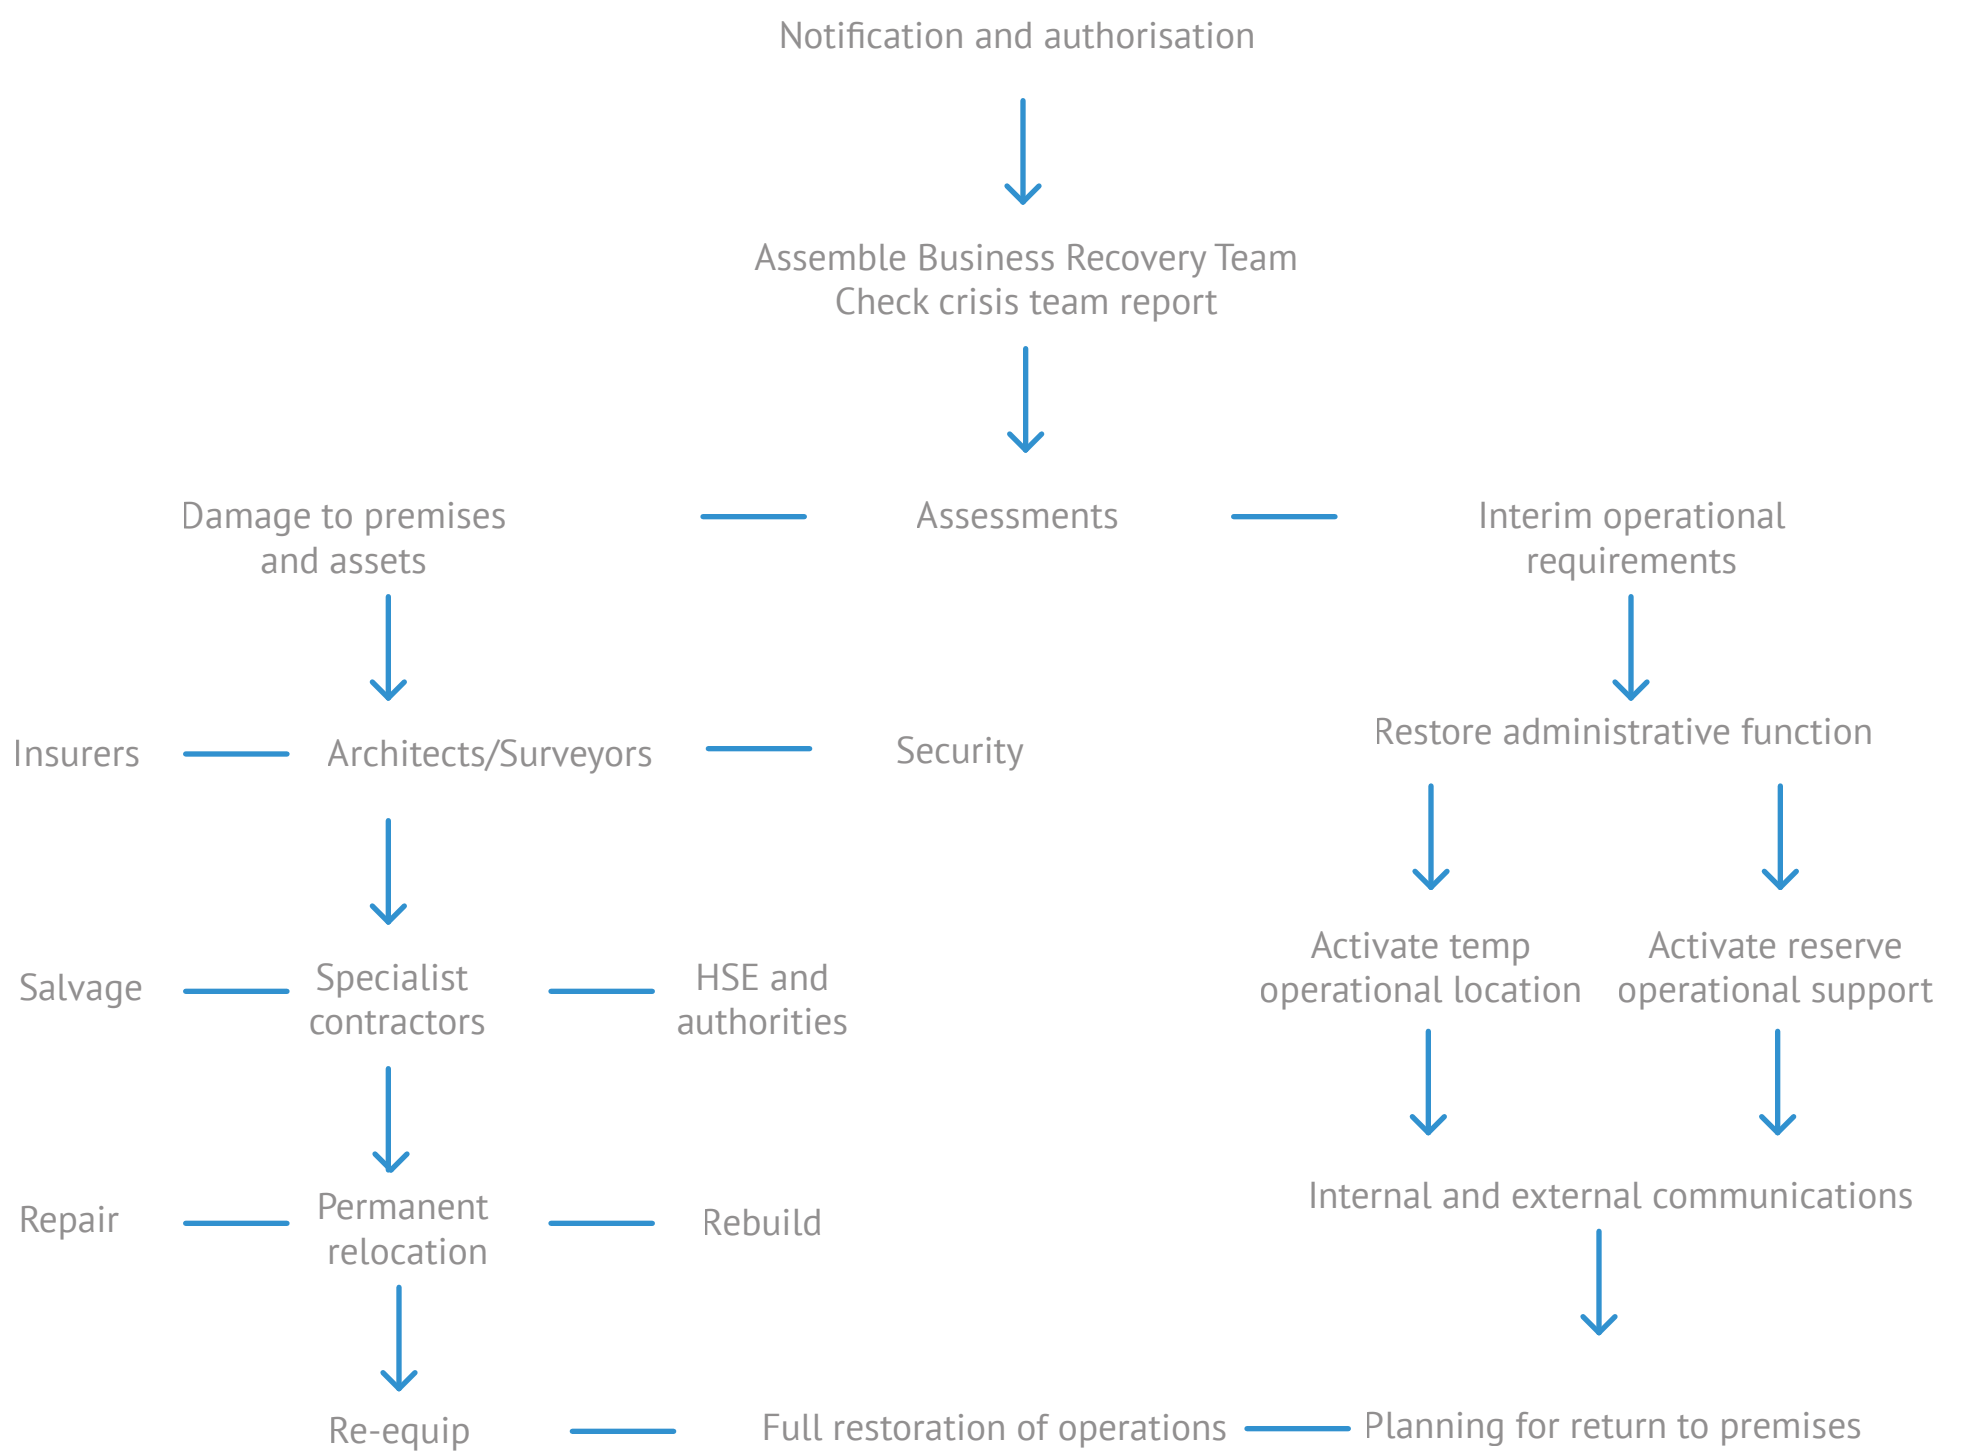 Notification and authorisation
Assemble Business Recovery Team
Check crisis team report
Damage to premises
and assets
Assessments
Interim operational
requirements
Insurers
Architects/Surveyors
Security
Restore administrative function
Salvage
Specialist
contractors
HSE and
authorities
Activate temp
operational location
Activate reserve
operational support
Repair
Permanent
relocation
Rebuild
Internal and external communications
Re-equip
Full restoration of operations
Planning for return to premises